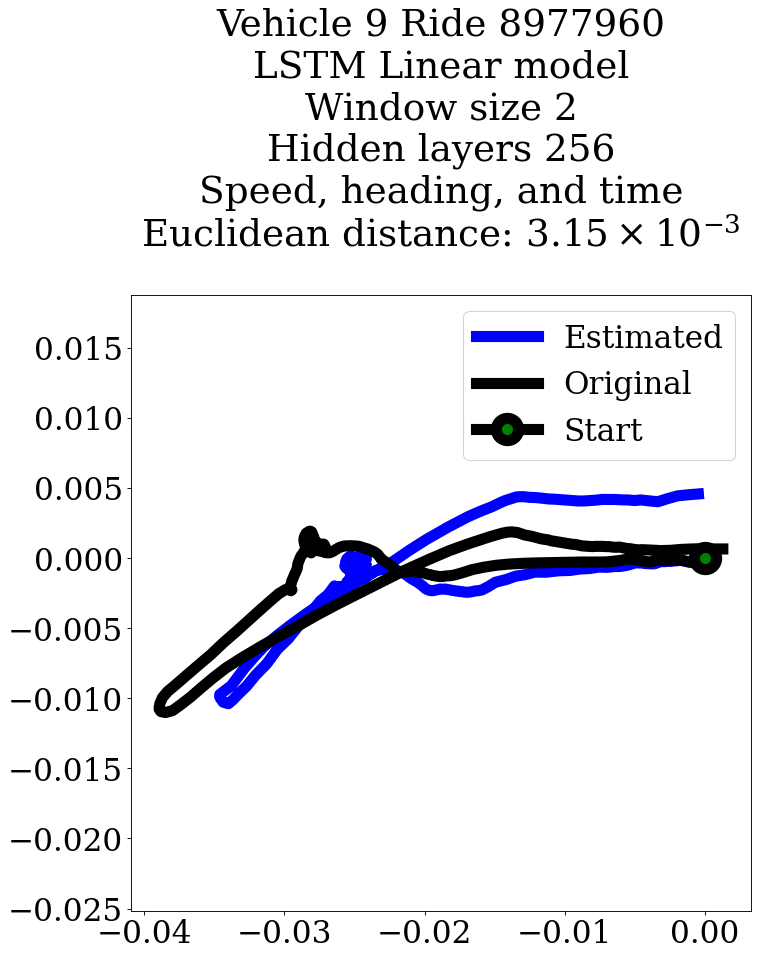 Vehicle 9 Ride 8977960
LSTM Linear model
Window size 2
Hidden layers 256
Speed, heading, and time
Euclidean distance: 3.15 × 10⁻³
Estimated
Original
Start
0.015
0.010
0.005
0.000
−0.005
−0.010
−0.015
−0.020
−0.025
−0.04 −0.03 −0.02 −0.01 0.00